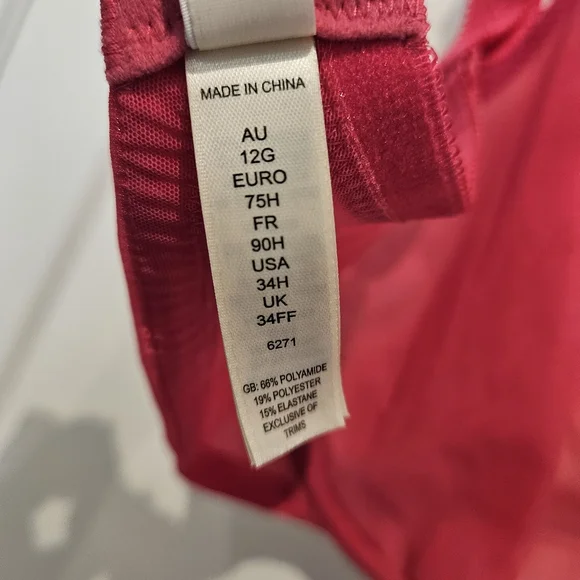 MADE IN CHINA
AU
12G
EURO
75H
FR
90H
USA
34H
UK
34FF
6271
GB: 66% POLYAMIDE
19% POLYESTER
15% ELASTANE
EXCLUSIVE OF
TRIMS